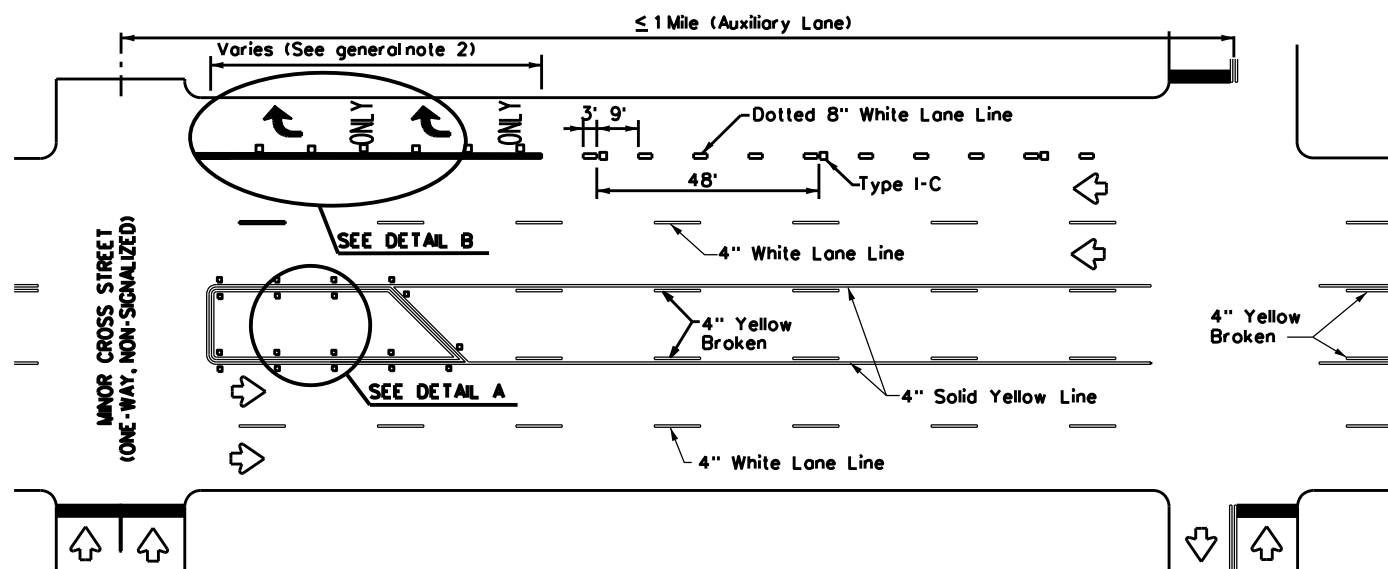 ≤ 1 Mile (Auxiliary Lane)
Varies (See general note 2)
ONLY
ONLY
3' 9'
Dotted 8" White Lane Line
48'
Type I-C
SEE DETAIL B
4" White Lane Line
MINOR CROSS STREET
(ONE-WAY, NON-SIGNALIZED)
4" Yellow
Broken
4" Yellow
Broken
SEE DETAIL A
4" Solid Yellow Line
4" White Lane Line